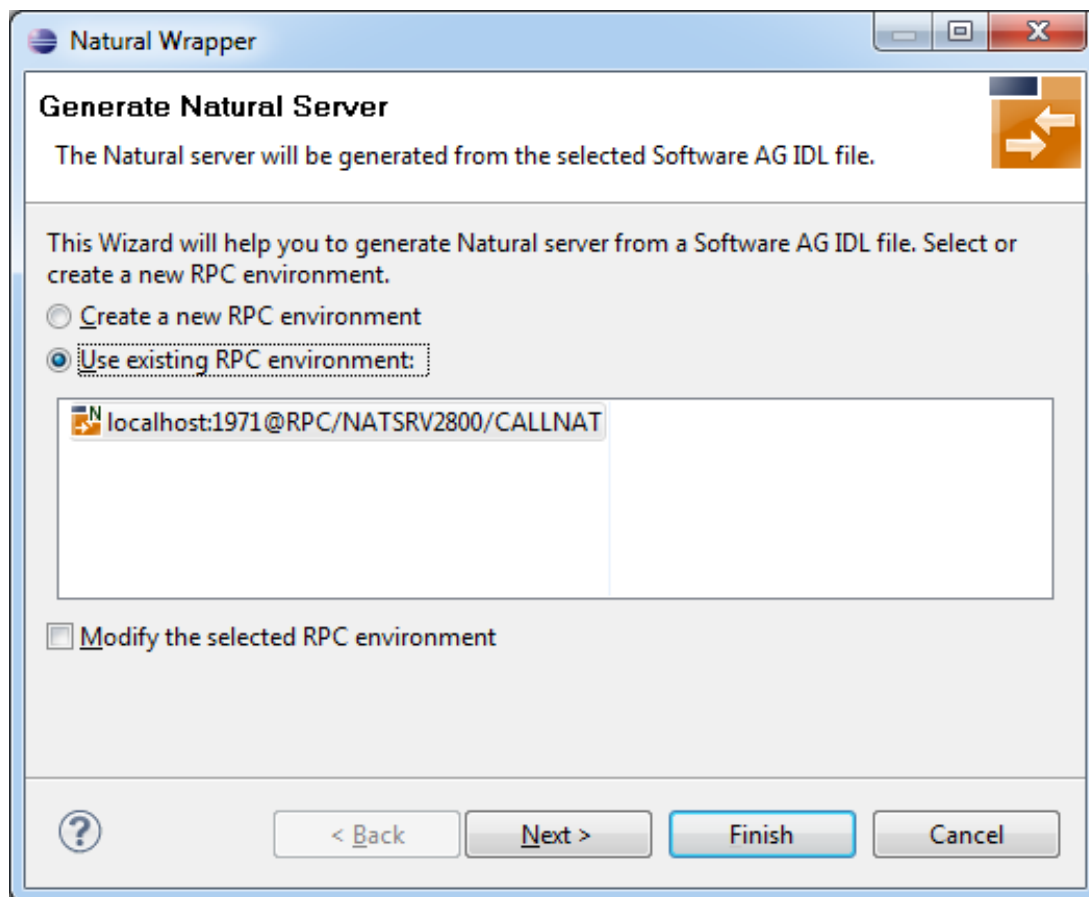 Natural Wrapper
Generate Natural Server
The Natural server will be generated from the selected Software AG IDL file.
This Wizard will help you to generate Natural server from a Software AG IDL file. Select or
create a new RPC environment.
Create a new RPC environment
Use existing RPC environment:
N
localhost:1971@RPC/NATSRV2800/CALLNAT
Modify the selected RPC environment
?
< Back
Next >
Finish
Cancel